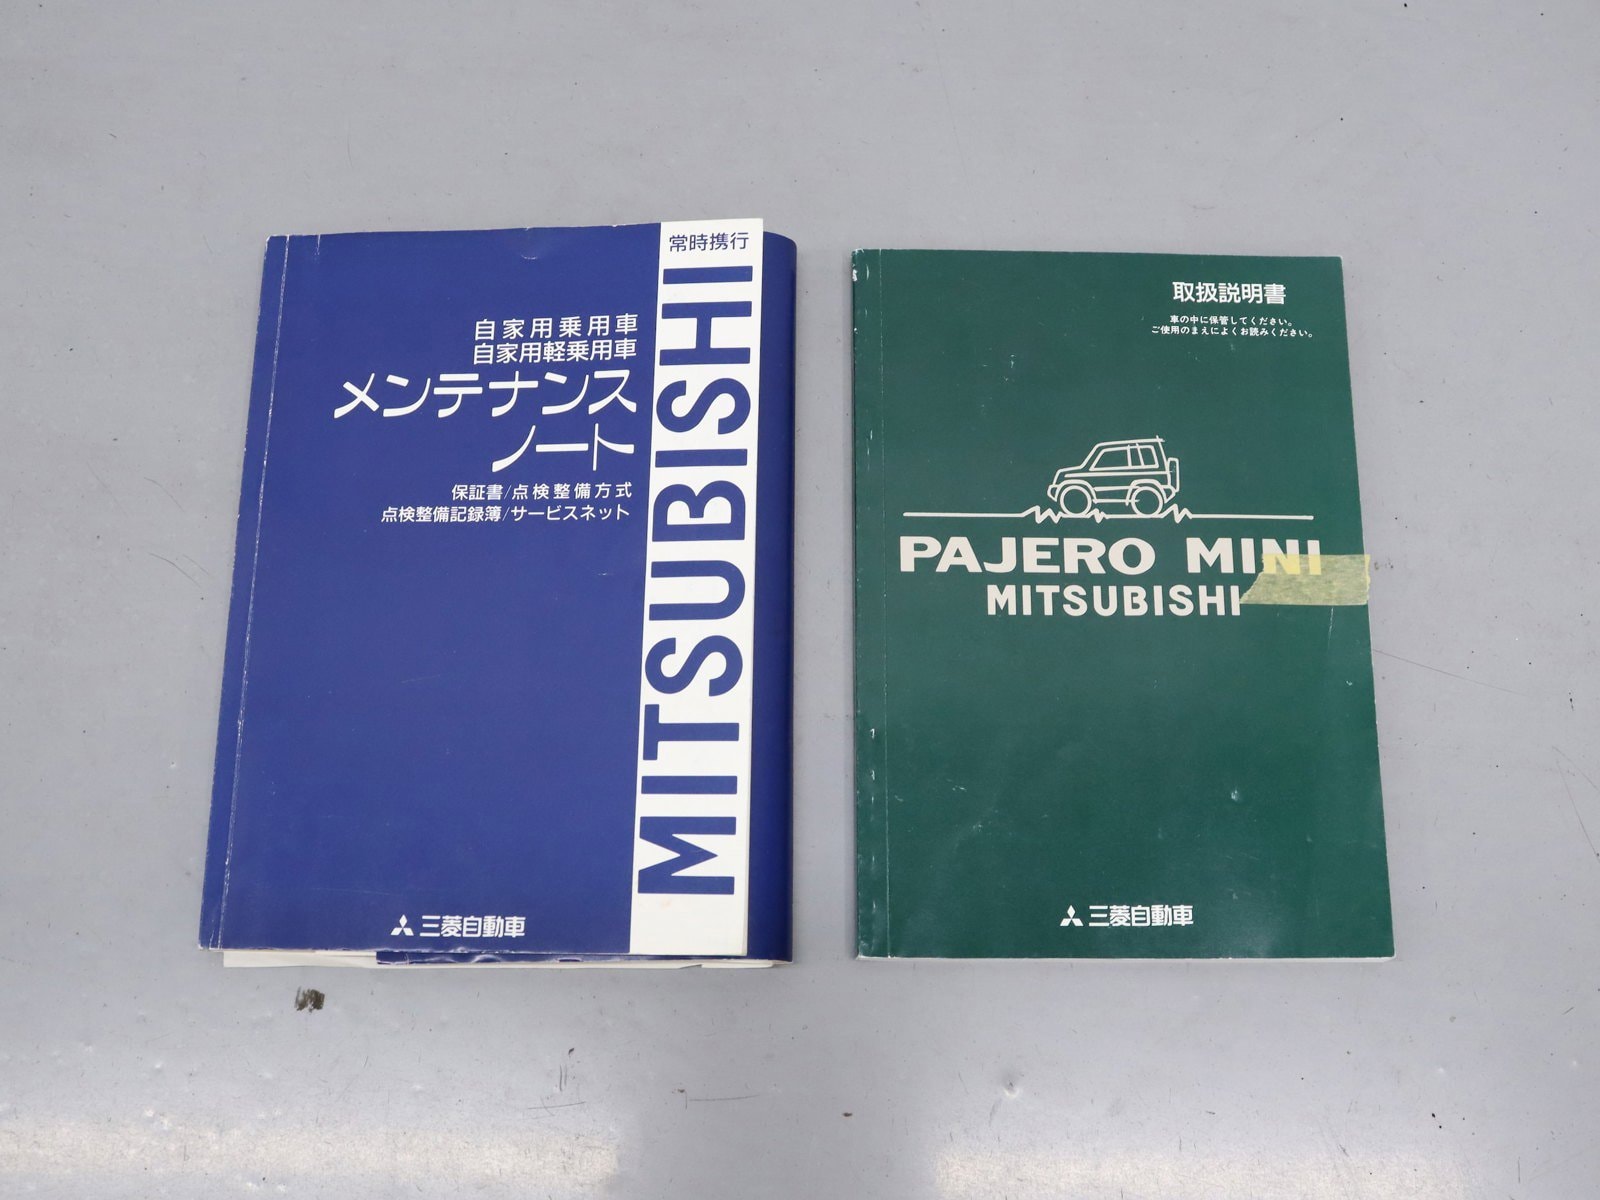 常時携行
自家用乗用車
自家用軽乗用車
メンテナンス
ノート
保証書/点検整備方式
点検整備記録簿/サービスネット
MITSUBISHI
三菱自動車
取扱説明書
車の中に保管してください。
ご使用のまえによくお読みください。
PAJERO MINI
MITSUBISHI
三菱自動車